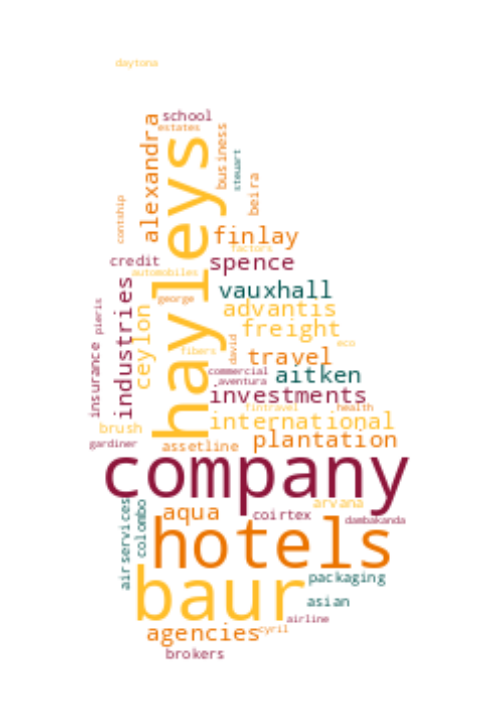 daytona
school
estates
alexandra
hayleys
business
stewart
beira
contship
finlay
factors
credit
spence
automobiles
industries
vauxhall
george
pieris
ceylon
advantis
freight
david
eco
fibers
travel
insurance
commercial
aitken
aventura
investments
fintravel
health
international
brush
plantation
gardiner
assetline
company
airservices
colombo
aqua
coirtex
arvana
dambakanda
hotels
baur
packaging
asian
airline
agencies
cyril
brokers